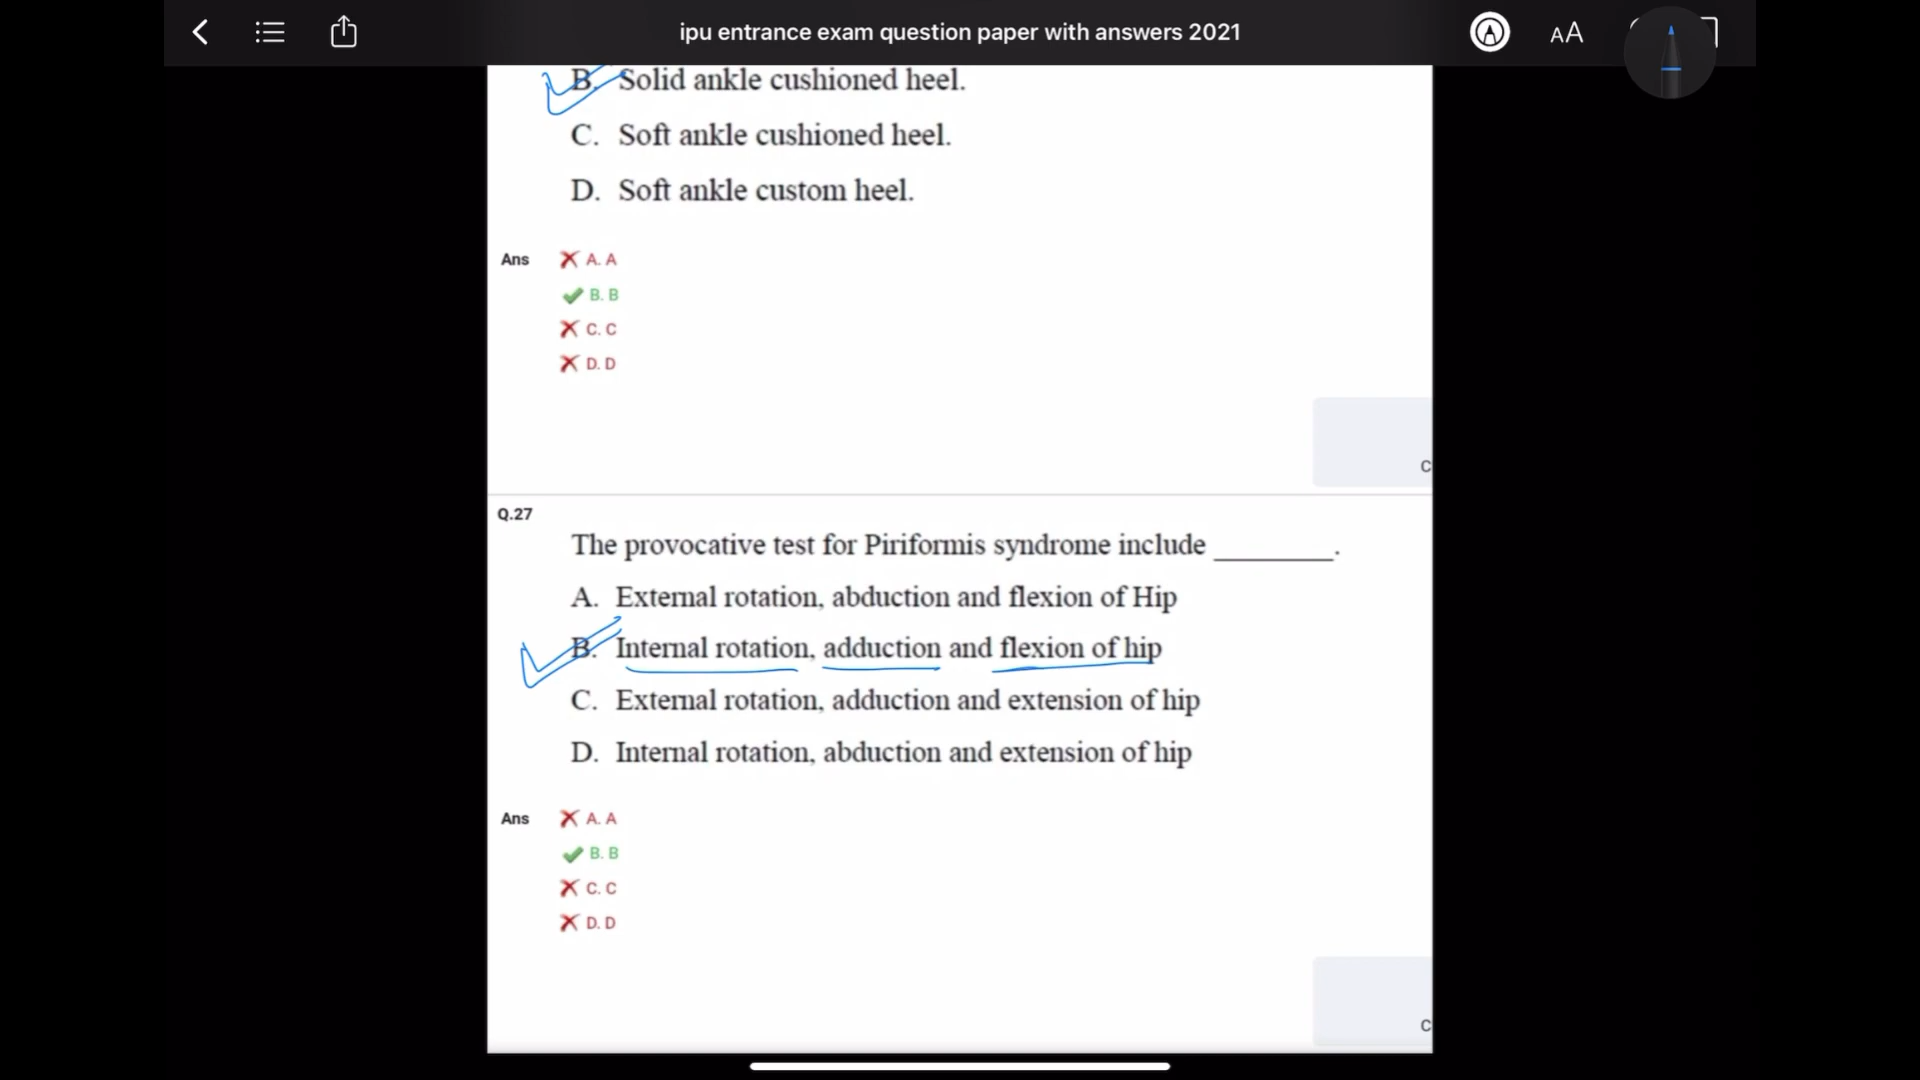 ipu entrance exam question paper with answers 2021
AA
B. Solid ankle cushioned heel.
C. Soft ankle cushioned heel.
D. Soft ankle custom heel.
Ans
A. A
B. B
C. C
D. D
C
Q.27
The provocative test for Piriformis syndrome include ________.
A. External rotation, abduction and flexion of Hip
B. Internal rotation, adduction and flexion of hip
C. External rotation, adduction and extension of hip
D. Internal rotation, abduction and extension of hip
Ans
A. A
B. B
C. C
D. D
C